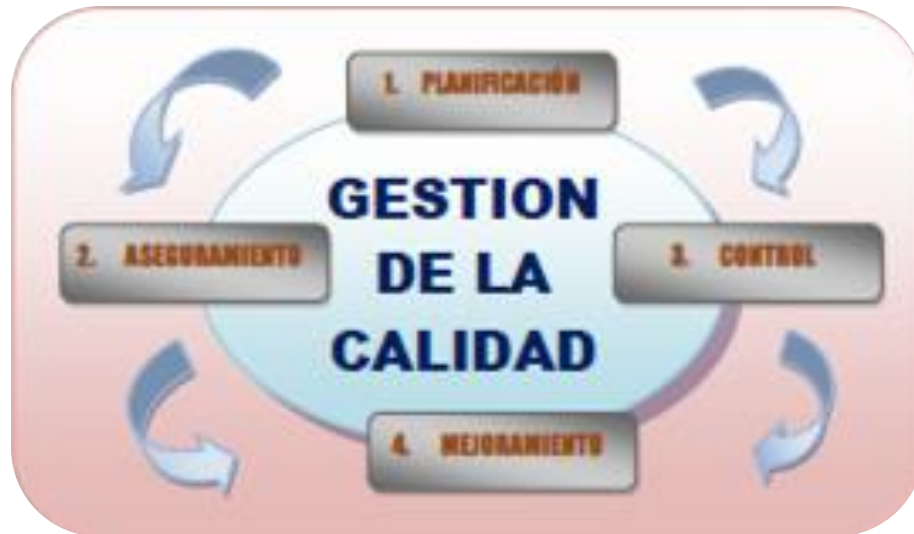 1. PLANIFICACIÓN
GESTION
DE LA
CALIDAD
2. ASEGURAMIENTO
3. CONTROL
4. MEJORAMIENTO